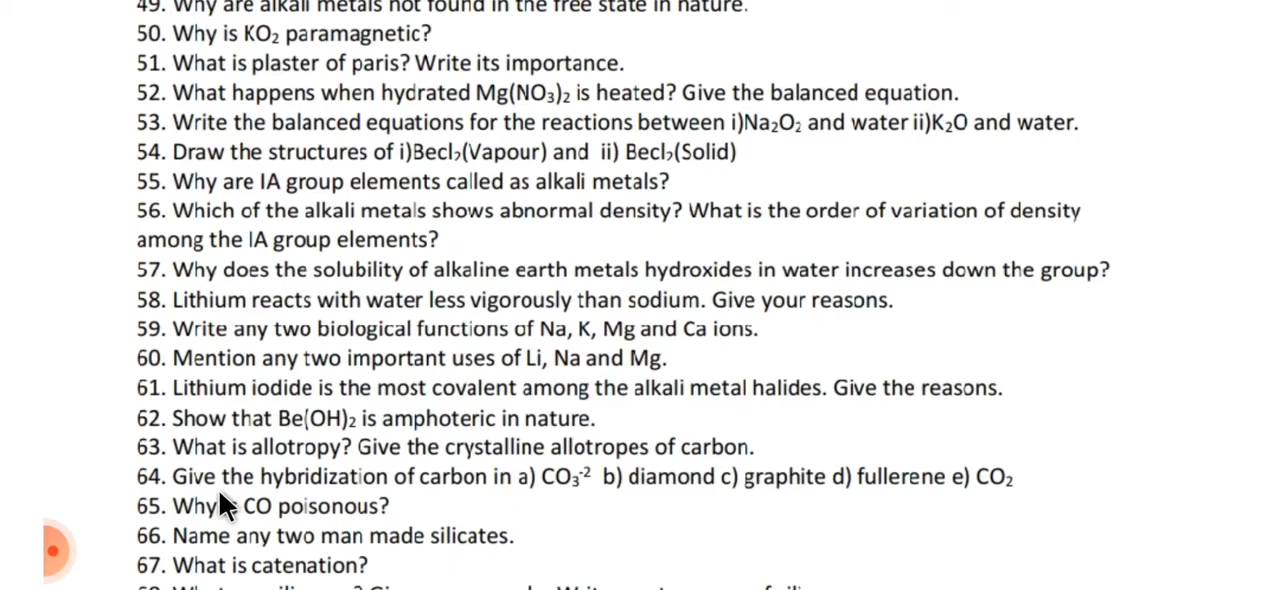 49. Why are alkali metals not found in the free state in nature.
50. Why is KO₂ paramagnetic?
51. What is plaster of paris? Write its importance.
52. What happens when hydrated Mg(NO₃)₂ is heated? Give the balanced equation.
53. Write the balanced equations for the reactions between i)Na₂O₂ and water ii)K₂O and water.
54. Draw the structures of i)Becl₂(Vapour) and ii) Becl₂(Solid)
55. Why are IA group elements called as alkali metals?
56. Which of the alkali metals shows abnormal density? What is the order of variation of density
among the IA group elements?
57. Why does the solubility of alkaline earth metals hydroxides in water increases down the group?
58. Lithium reacts with water less vigorously than sodium. Give your reasons.
59. Write any two biological functions of Na, K, Mg and Ca ions.
60. Mention any two important uses of Li, Na and Mg.
61. Lithium iodide is the most covalent among the alkali metal halides. Give the reasons.
62. Show that Be(OH)₂ is amphoteric in nature.
63. What is allotropy? Give the crystalline allotropes of carbon.
64. Give the hybridization of carbon in a) CO₃⁻² b) diamond c) graphite d) fullerene e) CO₂
65. Why CO poisonous?
66. Name any two man made silicates.
67. What is catenation?